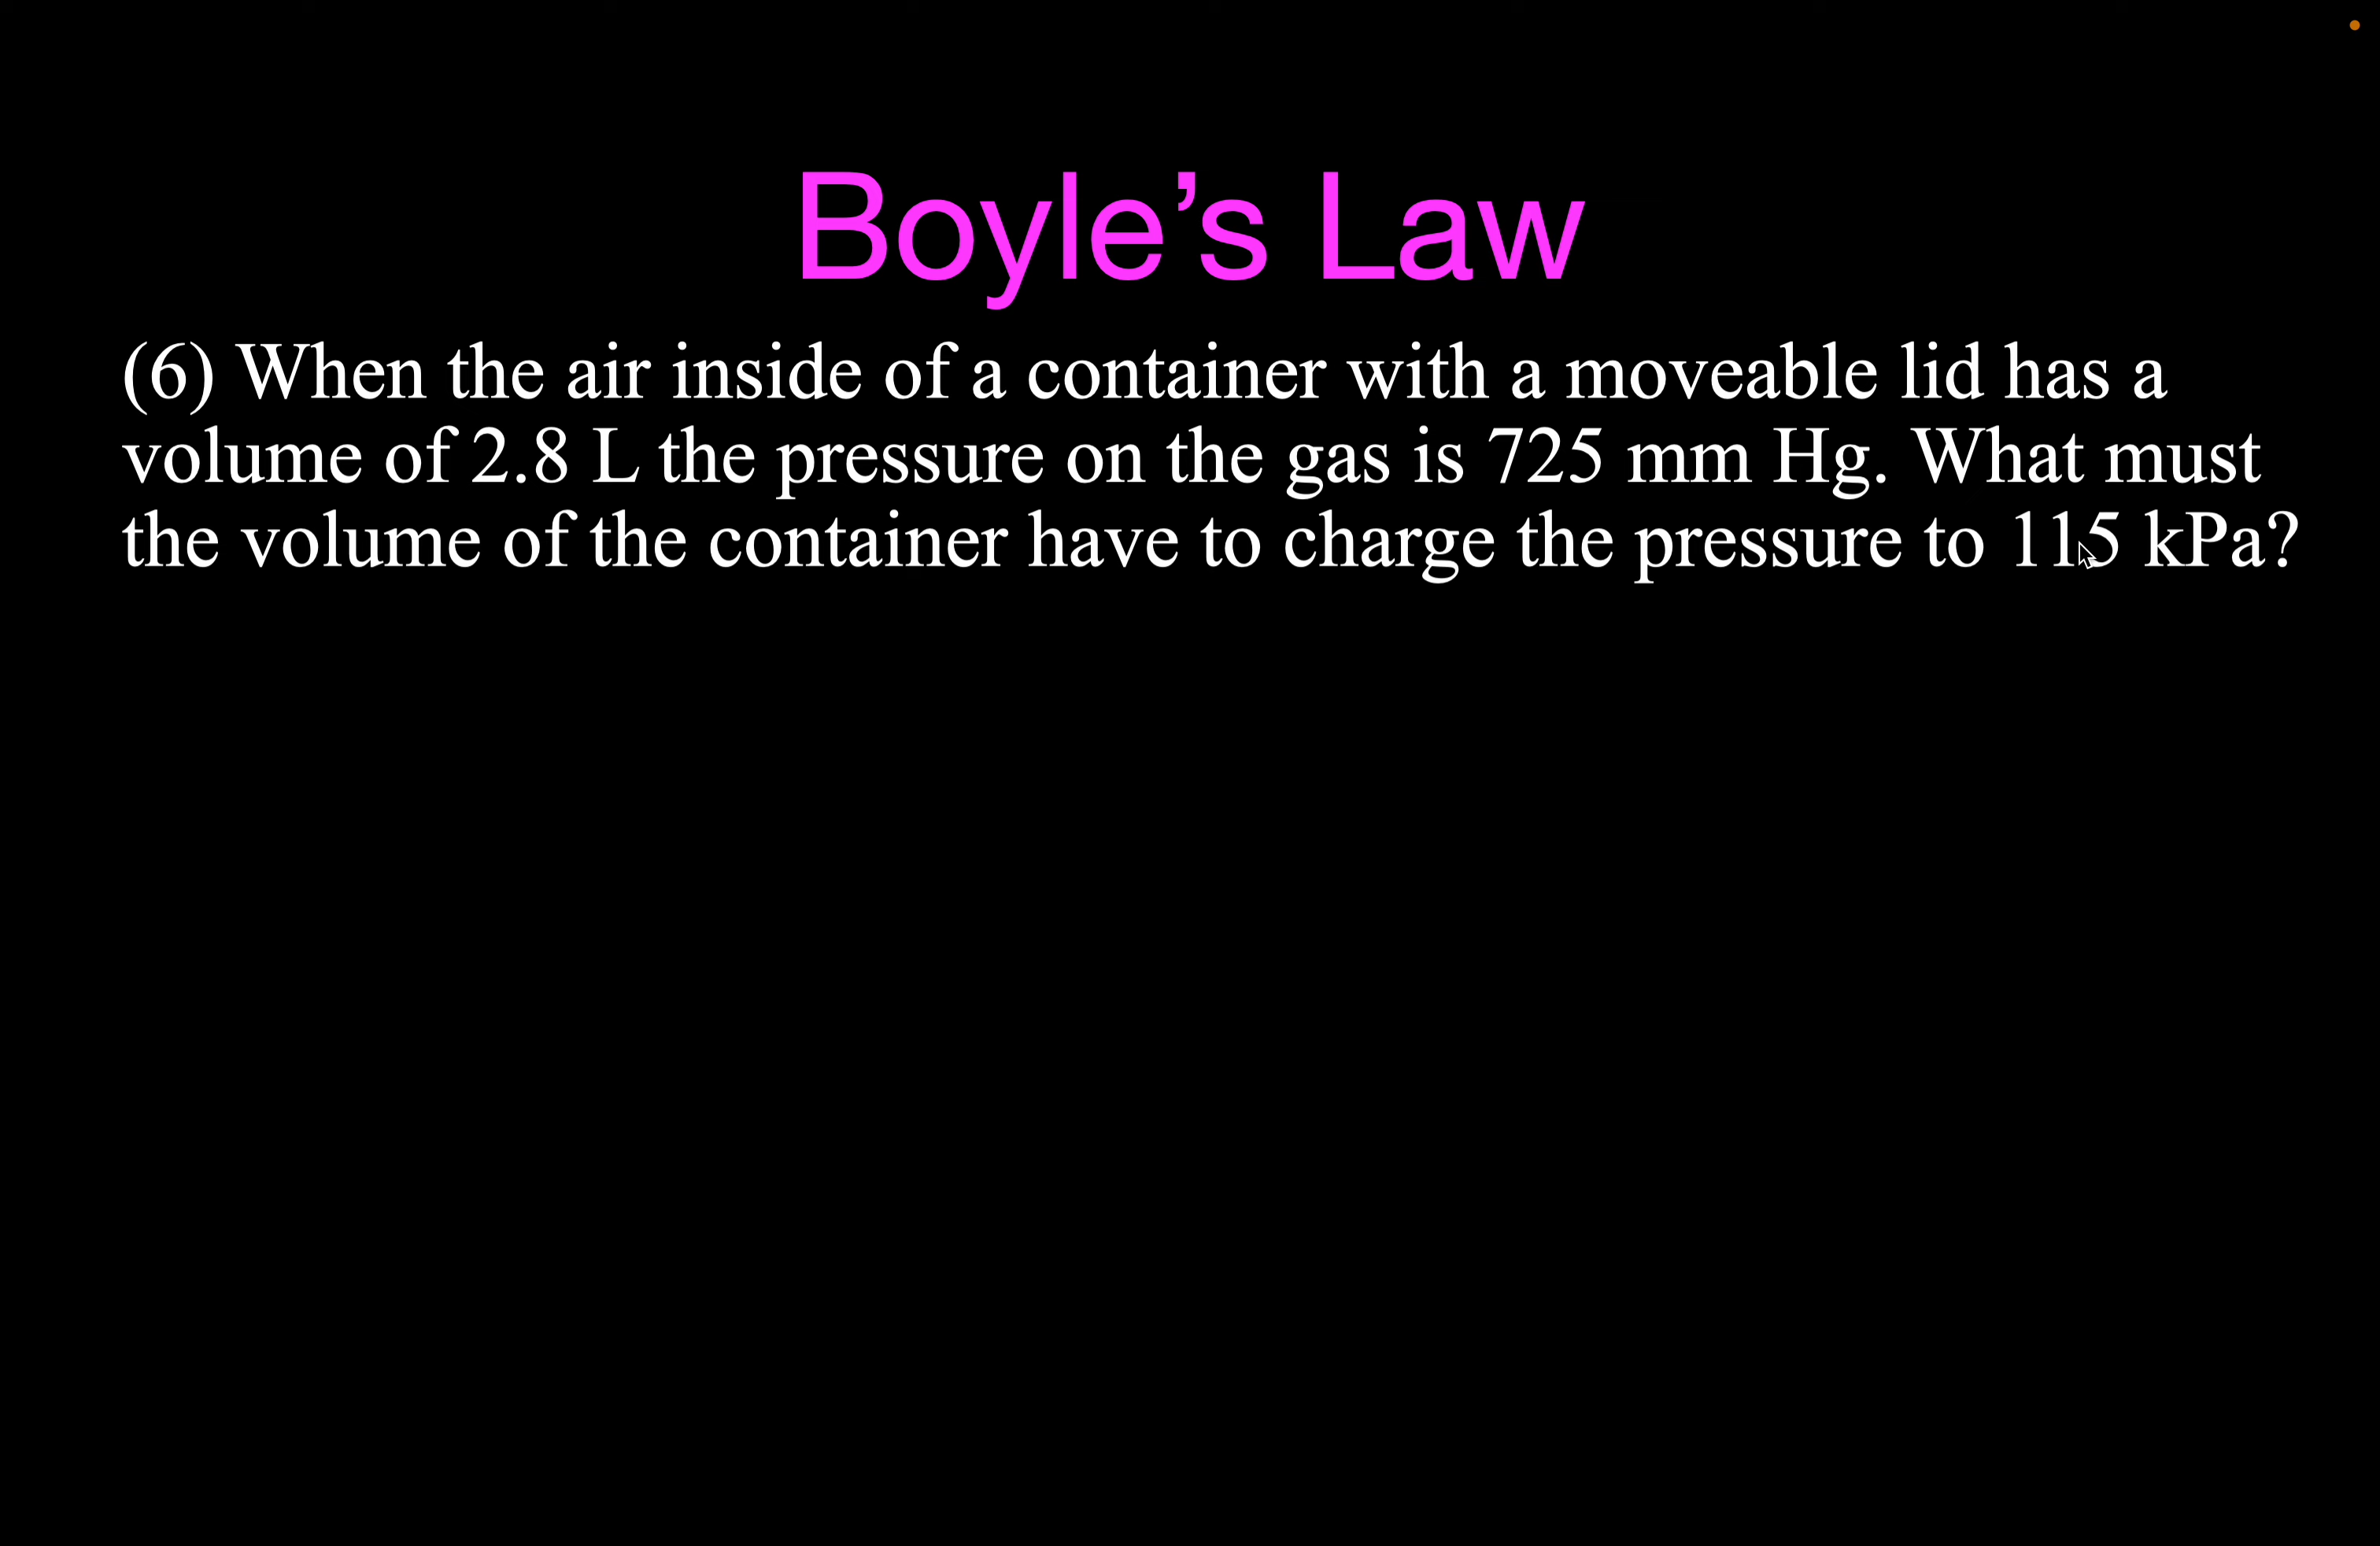 Boyle’s Law
(6) When the air inside of a container with a moveable lid has a
volume of 2.8 L the pressure on the gas is 725 mm Hg. What must
the volume of the container have to charge the pressure to 115 kPa?